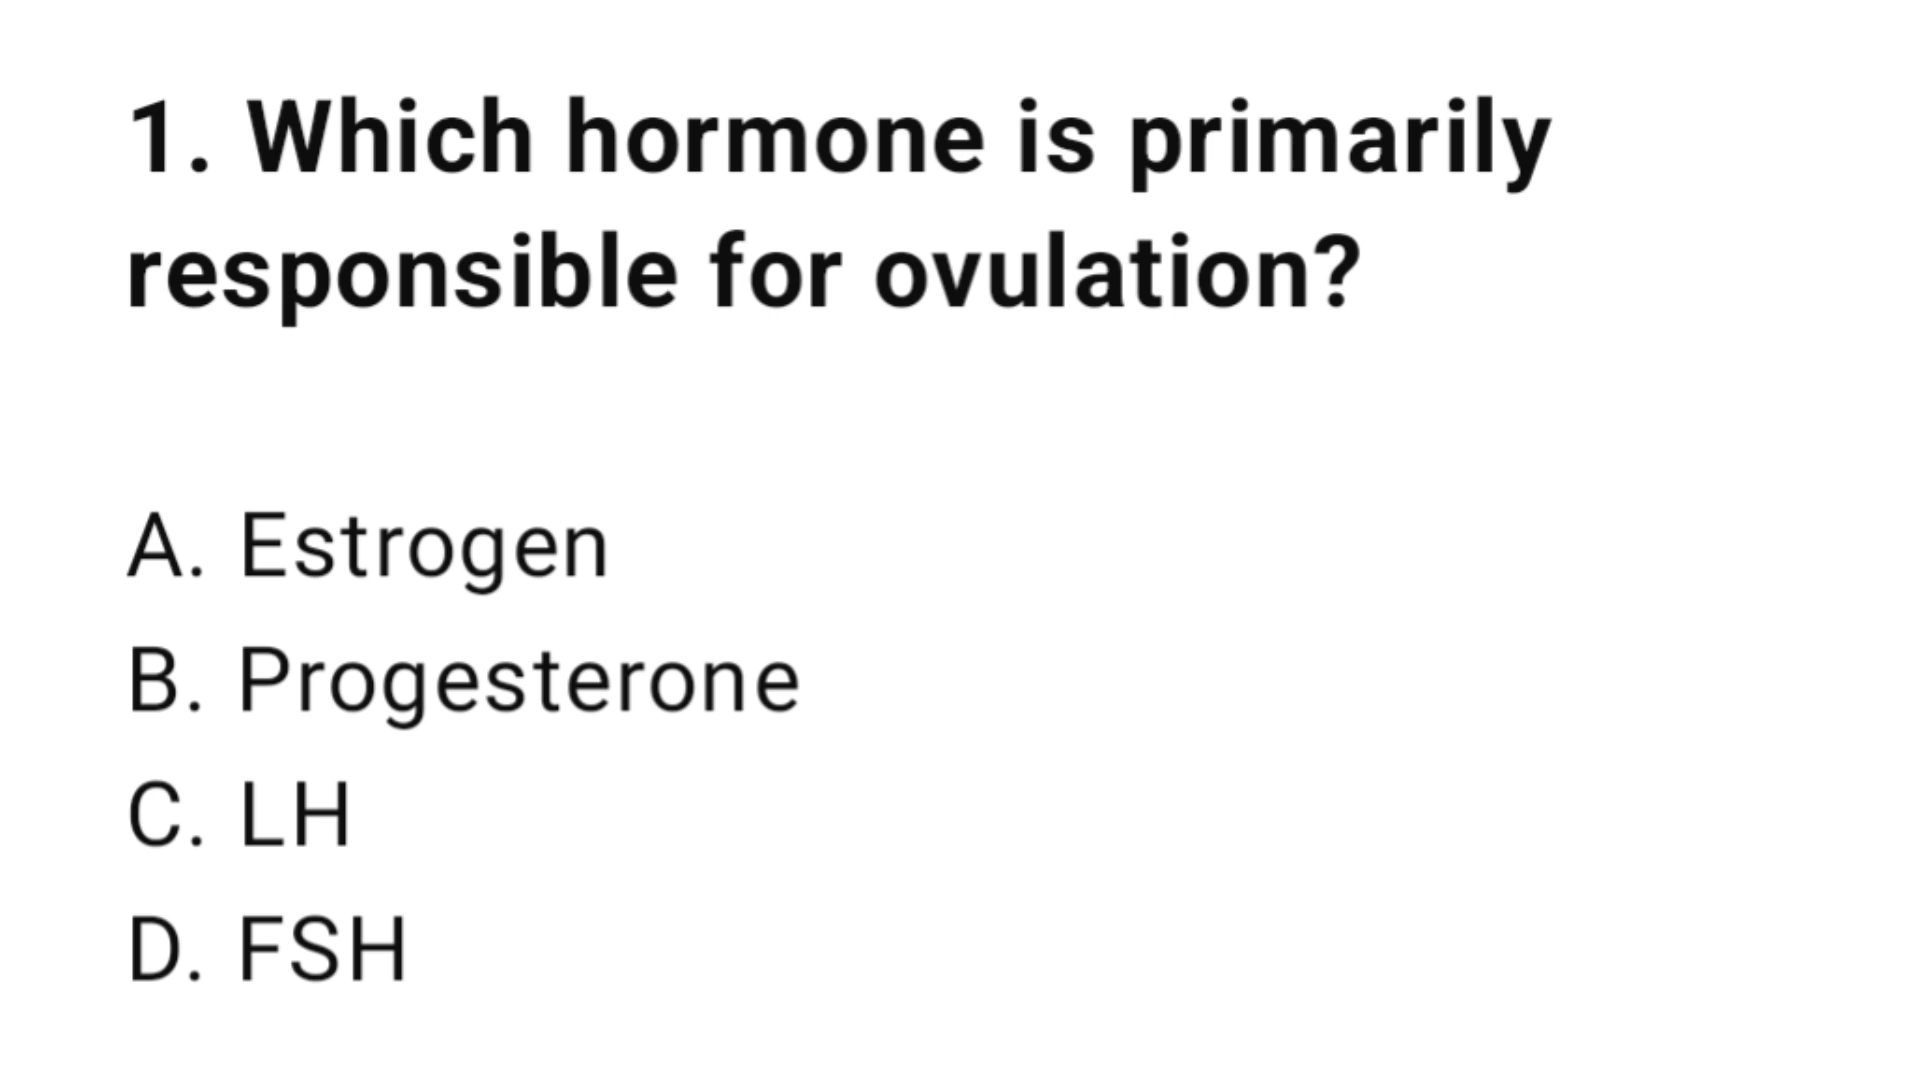 1. Which hormone is primarily
responsible for ovulation?
A. Estrogen
B. Progesterone
C. LH
D. FSH